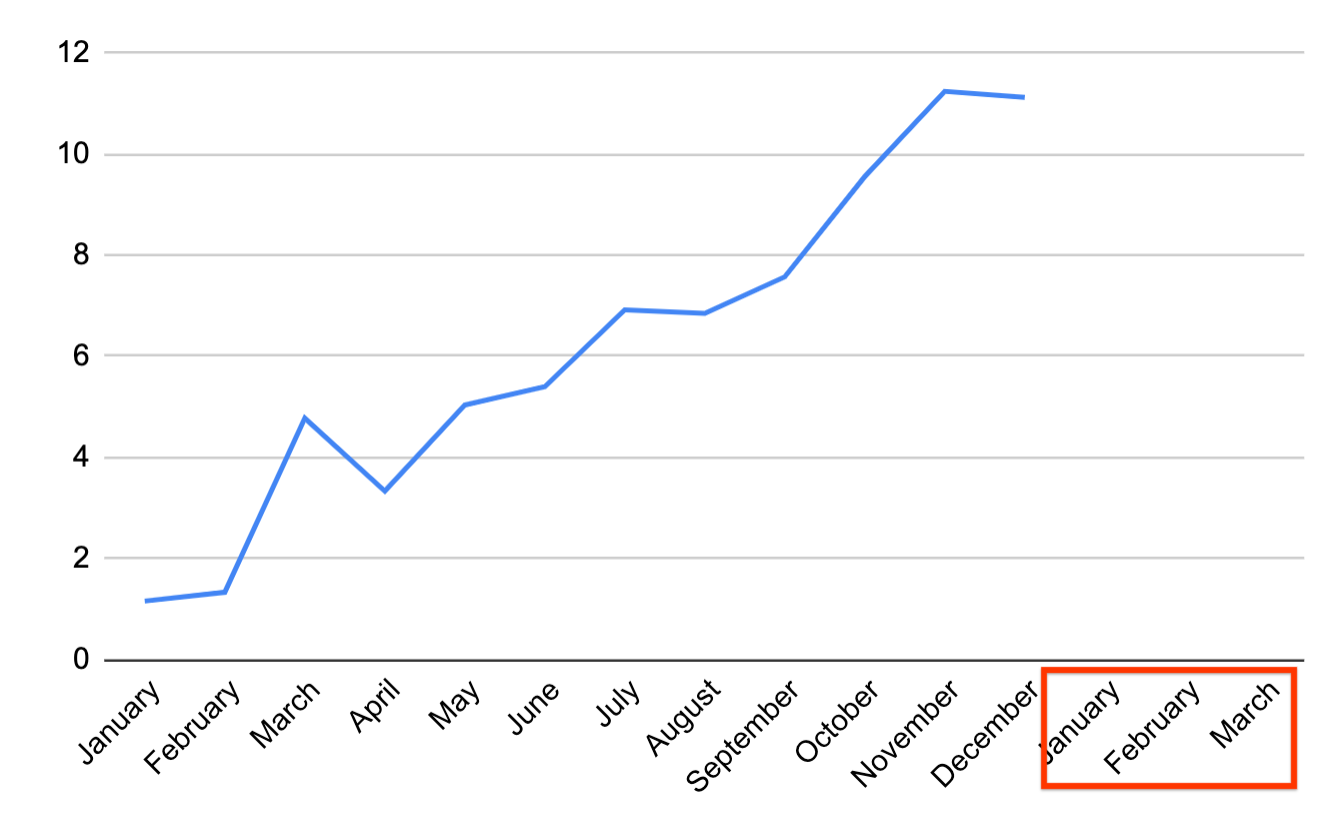 12
10
8
6
4
2
0
January
February
March
April
May
June
July
August
September
October
November
December
January
February
March